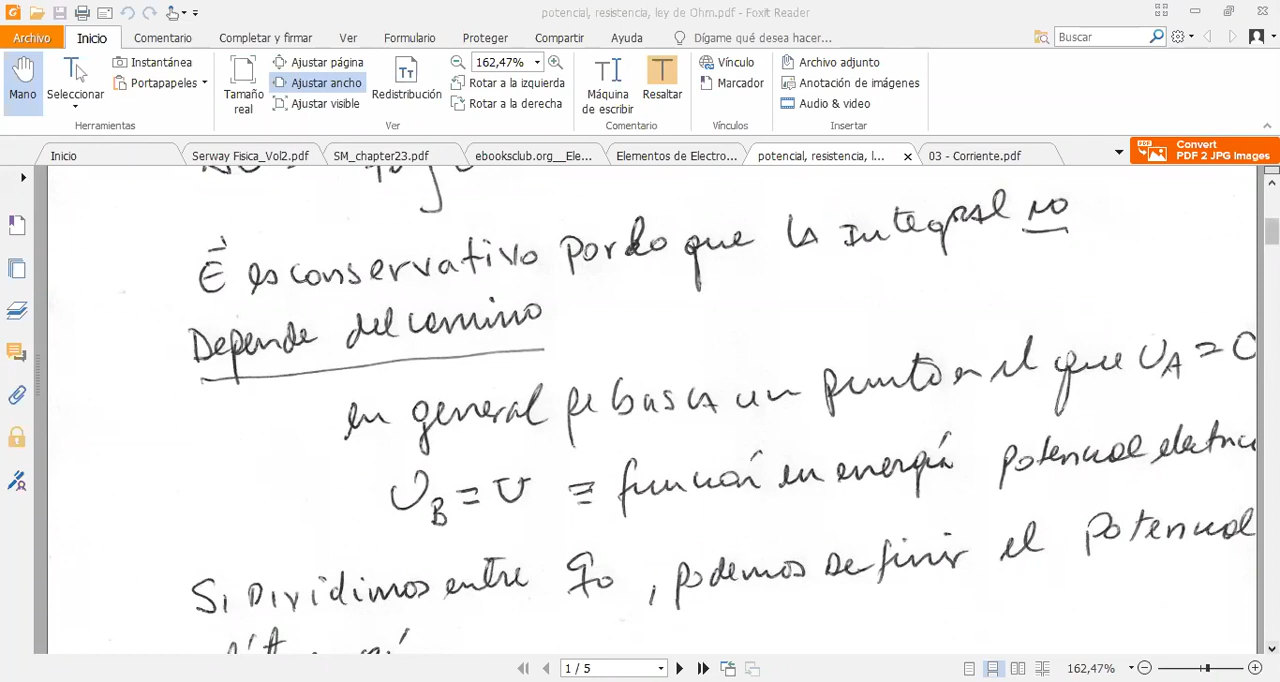 potencial, resistencia, ley de Ohm.pdf - Foxit Reader
Archivo Inicio Comentario Completar y firmar Ver Formulario Proteger Compartir Ayuda Dígame qué desea hacer... Buscar
Mano Seleccionar Instantánea Portapapeles Tamaño real Ajustar página Ajustar ancho Ajustar visible Redistribución 162,47% Rotar a la izquierda Rotar a la derecha Máquina de escribir Resaltar Vínculo Marcador Archivo adjunto Anotación de imágenes Audio & video
Herramientas Ver Comentario Vínculos Insertar
Inicio Serway Fisica_Vol2.pdf SM_chapter23.pdf ebooksclub.org__Ele... Elementos de Electro... potencial, resistencia, l... 03 - Corriente.pdf Convert PDF 2 JPG Images
E es conservativo por lo que la integral no
Depende del camino
en general se busca un punto en el que U_A = 0
U_B = U ≡ función en energía potencial electric
Si dividimos entre q_0, podemos definir el potencial
1 / 5 162,47%